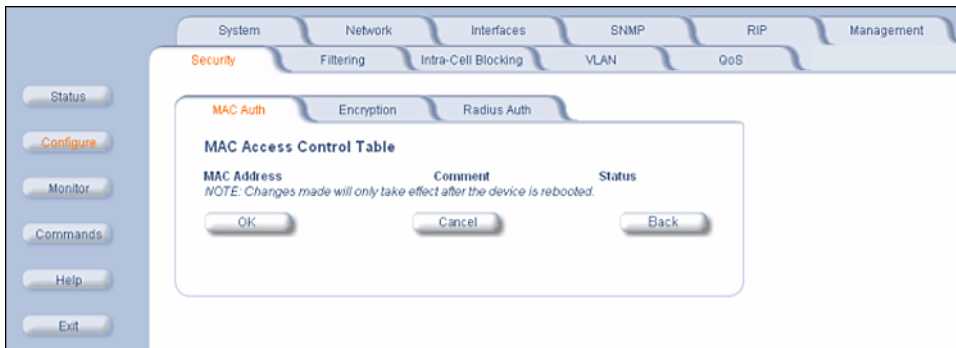 System Network Interfaces SNMP RIP Management
Security Filtering Intra-Cell Blocking VLAN QoS
Status
Configure
Monitor
Commands
Help
Exit
MAC Auth Encryption Radius Auth
MAC Access Control Table
MAC Address Comment Status
NOTE: Changes made will only take effect after the device is rebooted.
OK Cancel Back